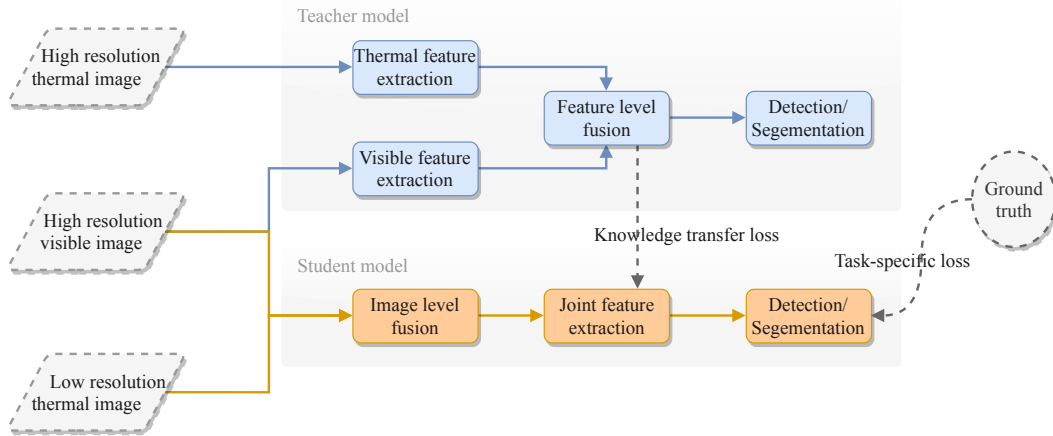 Teacher model
High resolution
thermal image
Thermal feature
extraction
Feature level
fusion
Detection/
Segementation
Visible feature
extraction
High resolution
visible image
Ground
truth
Knowledge transfer loss
Task-specific loss
Student model
Image level
fusion
Joint feature
extraction
Detection/
Segementation
Low resolution
thermal image